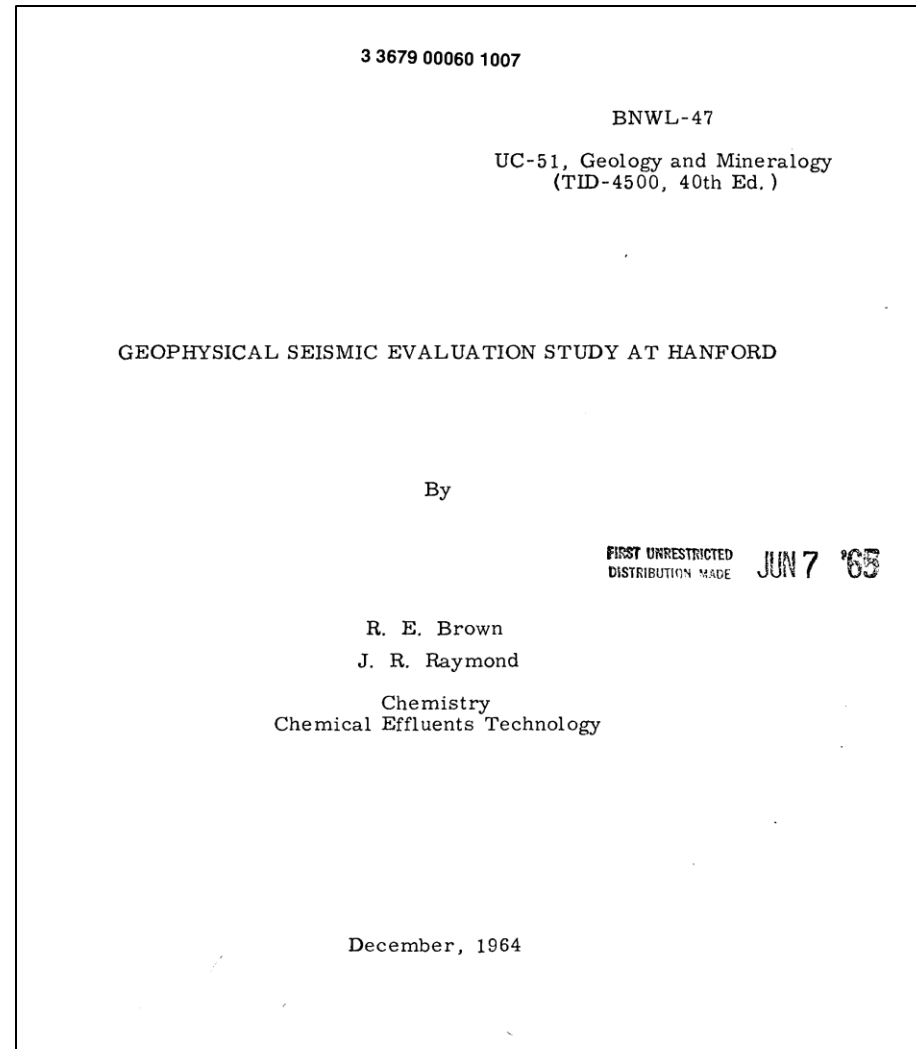 3 3679 00060 1007
BNWL-47
UC-51, Geology and Mineralogy
(TID-4500, 40th Ed.)
GEOPHYSICAL SEISMIC EVALUATION STUDY AT HANFORD
By
FIRST UNRESTRICTED
DISTRIBUTION MADE JUN 7 '65
R. E. Brown
J. R. Raymond
Chemistry
Chemical Effluents Technology
December, 1964